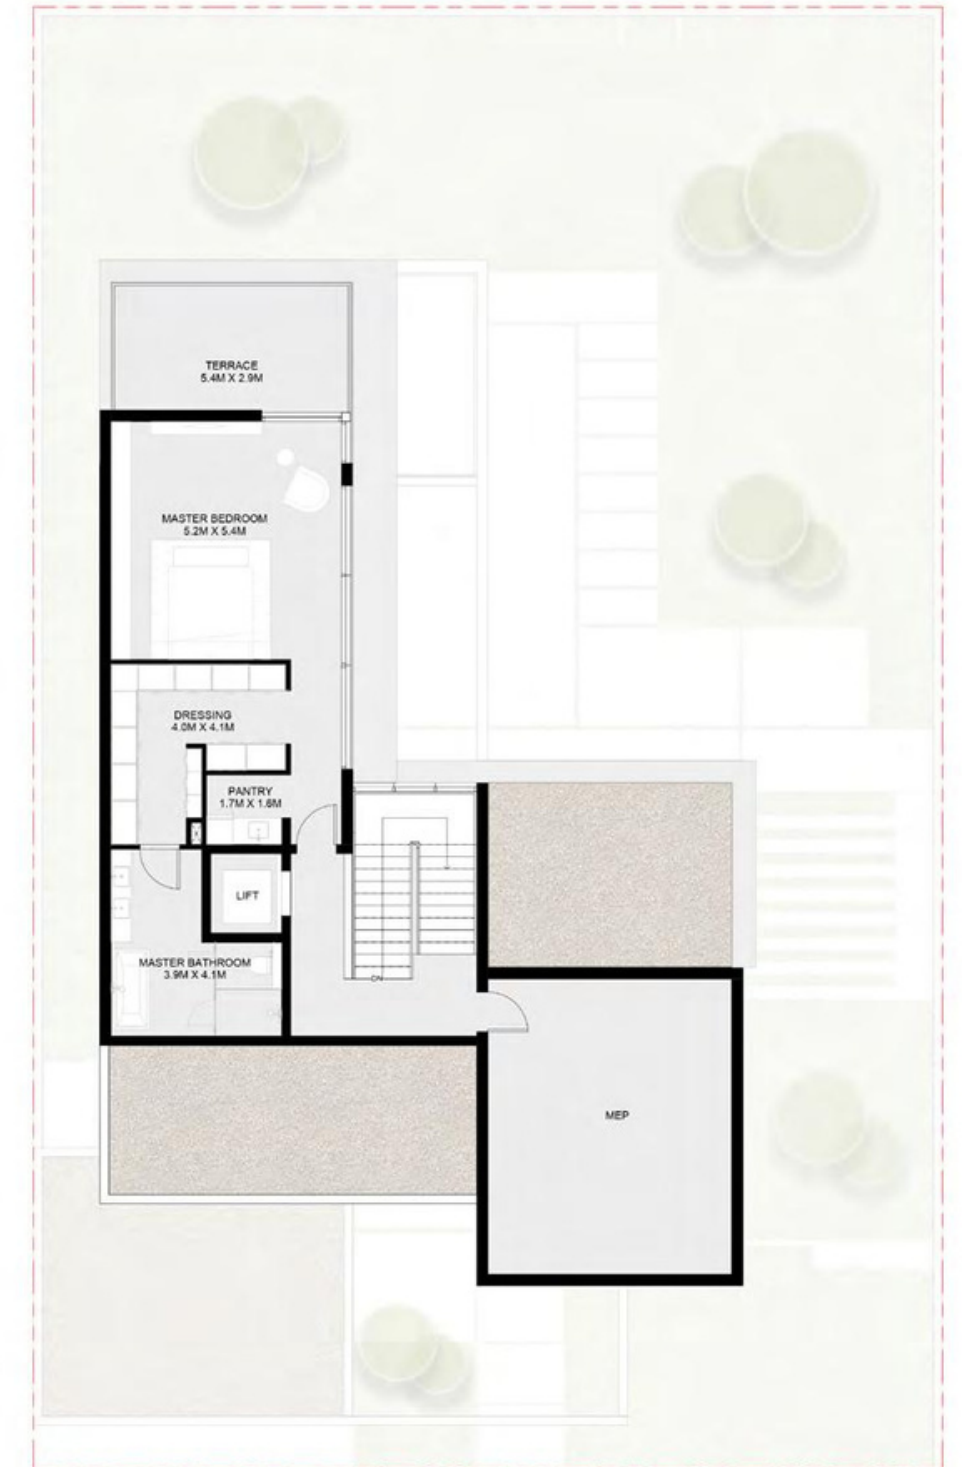 TERRACE
5.4M X 2.9M
MASTER BEDROOM
5.2M X 5.4M
DRESSING
4.0M X 4.1M
PANTRY
1.7M X 1.6M
LIFT
MASTER BATHROOM
3.9M X 4.1M
DN
MEP